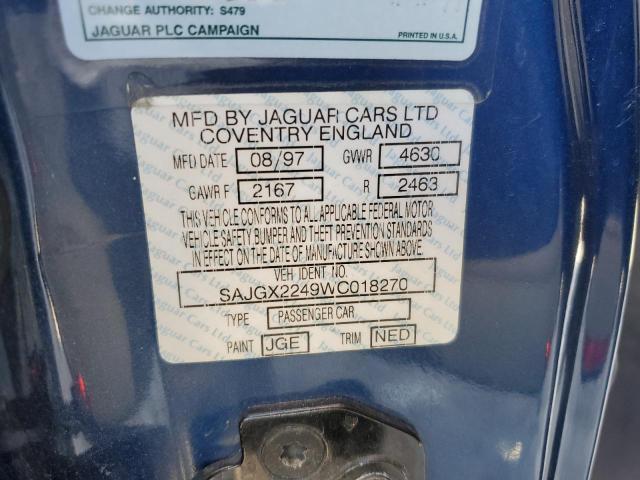 CHANGE AUTHORITY: S479
JAGUAR PLC CAMPAIGN PRINTED IN U.S.A.
MFD BY JAGUAR CARS LTD
COVENTRY ENGLAND
MFD DATE 08/97 GVWR 4630
GAWR F 2167 R 2463
THIS VEHICLE CONFORMS TO ALL APPLICABLE FEDERAL MOTOR
VEHICLE SAFETY BUMPER AND THEFT PREVENTION STANDARDS
IN EFFECT ON THE DATE OF MANUFACTURE SHOWN ABOVE.
VEH IDENT NO.
SAJGX2249WC018270
TYPE PASSENGER CAR
PAINT JGE TRIM NED